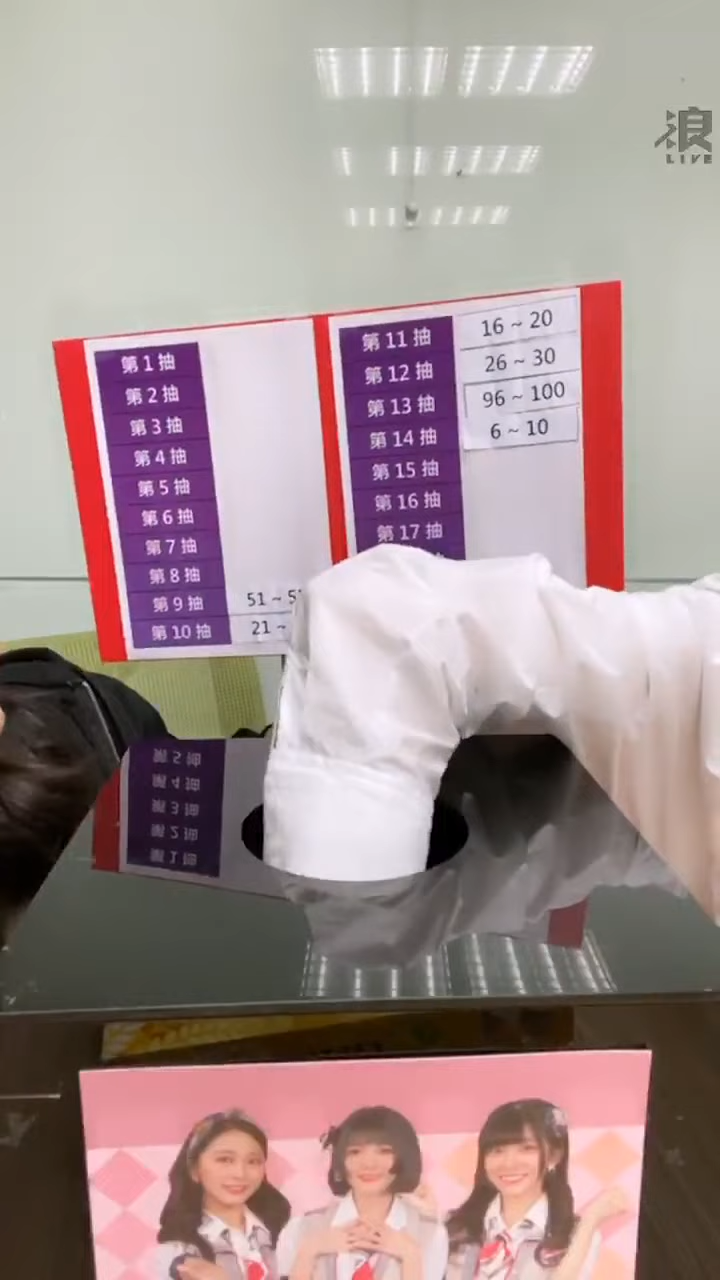 浪
LIVE
第 1 抽
第 2 抽
第 3 抽
第 4 抽
第 5 抽
第 6 抽
第 7 抽
第 8 抽
第 9 抽 51 ~
第 10 抽 21 ~
第 11 抽 16 ~ 20
第 12 抽 26 ~ 30
第 13 抽 96 ~ 100
第 14 抽 6 ~ 10
第 15 抽
第 16 抽
第 17 抽